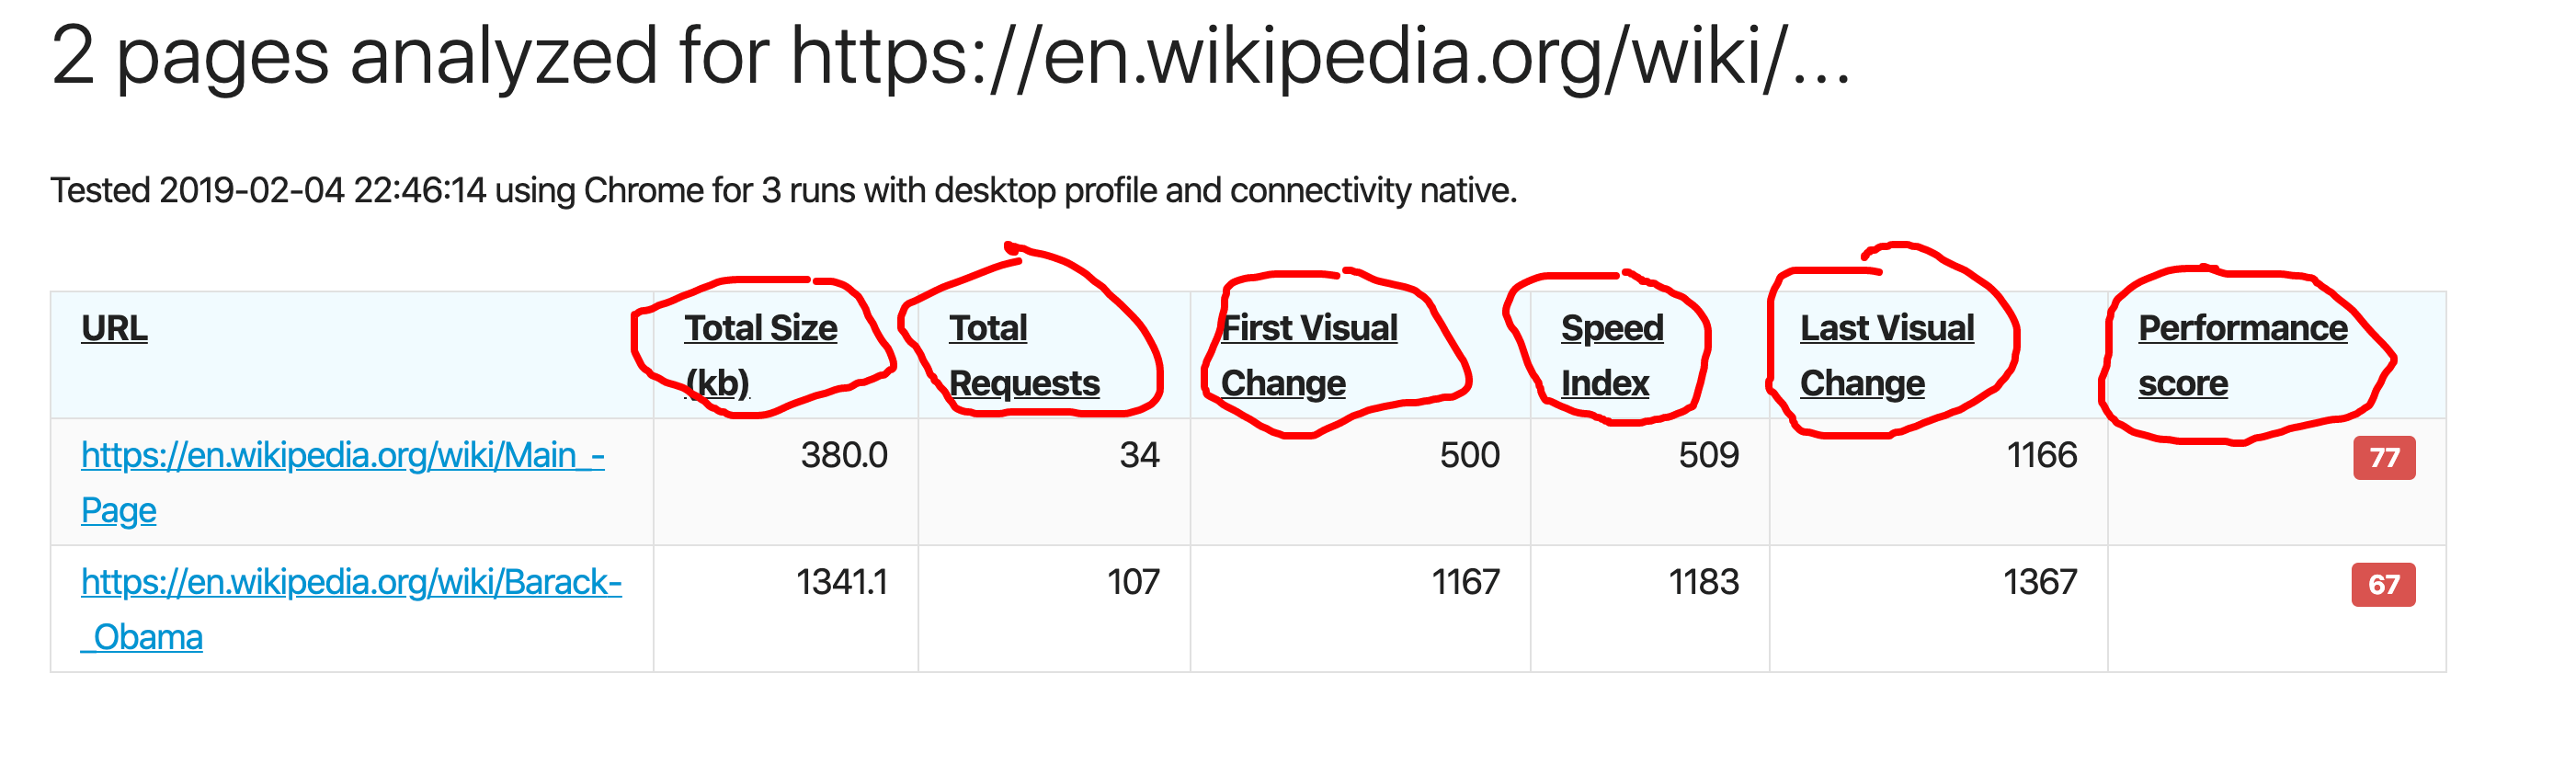 2 pages analyzed for https://en.wikipedia.org/wiki/...
Tested 2019-02-04 22:46:14 using Chrome for 3 runs with desktop profile and connectivity native.
URL
Total Size
(kb)
Total
Requests
First Visual
Change
Speed
Index
Last Visual
Change
Performance
score
https://en.wikipedia.org/wiki/Main_-
Page
380.0
34
500
509
1166
77
https://en.wikipedia.org/wiki/Barack-
_Obama
1341.1
107
1167
1183
1367
67